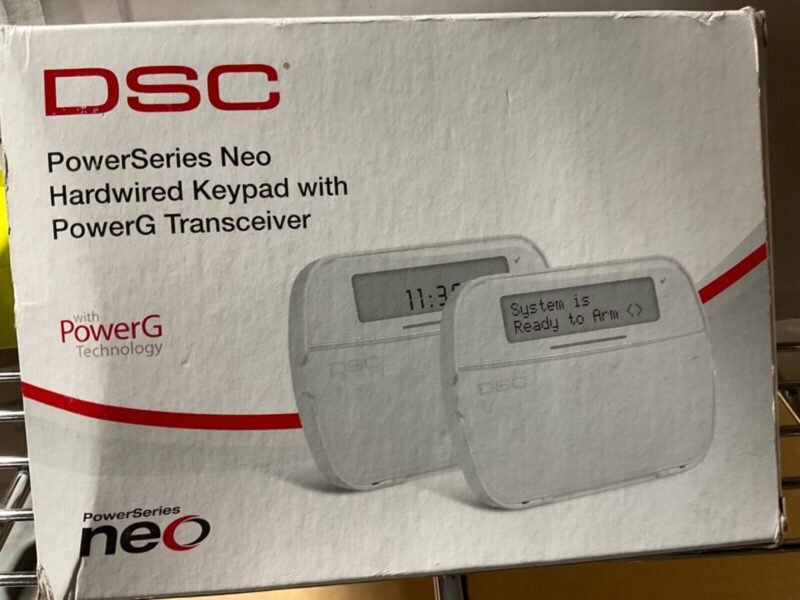 DSC®
PowerSeries Neo
Hardwired Keypad with
PowerG Transceiver
with
PowerG
Technology
11:3
DSC
System is
Ready to Arm <>
DSC
PowerSeries
neo